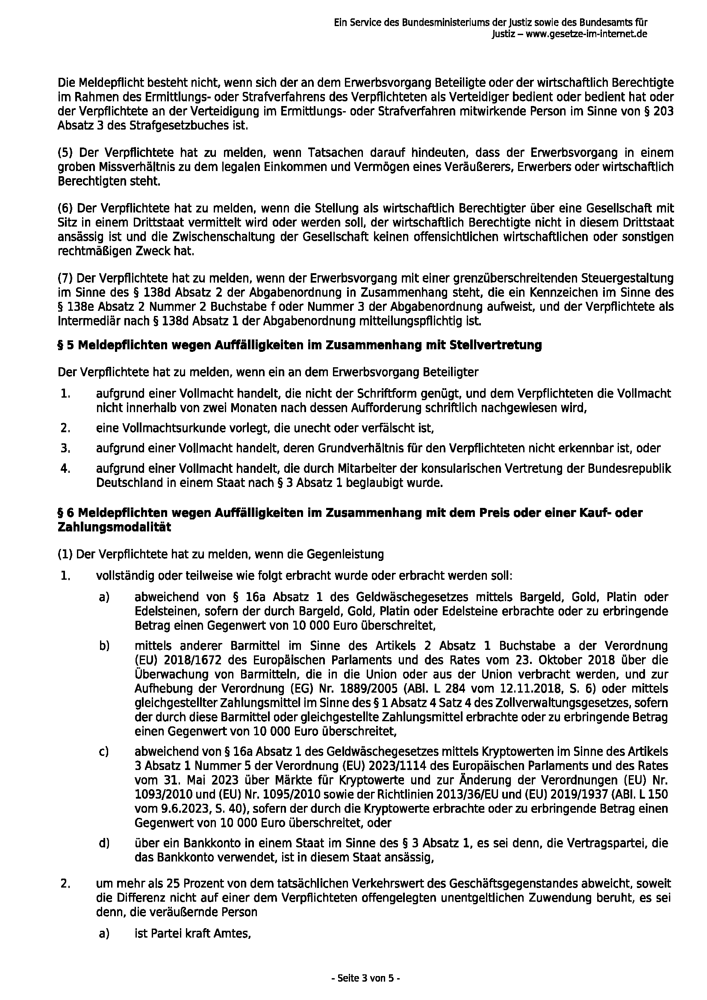 Ein Service des Bundesministeriums der Justiz sowie des Bundesamts für
Justiz – www.gesetze-im-internet.de
Die Meldepflicht besteht nicht, wenn sich der an dem Erwerbsvorgang Beteiligte oder der wirtschaftlich Berechtigte
im Rahmen des Ermittlungs- oder Strafverfahrens des Verpflichteten als Verteidiger bedient oder bedient hat oder
der Verpflichtete an der Verteidigung im Ermittlungs- oder Strafverfahren mitwirkende Person im Sinne von § 203
Absatz 3 des Strafgesetzbuches ist.
(5) Der Verpflichtete hat zu melden, wenn Tatsachen darauf hindeuten, dass der Erwerbsvorgang in einem
groben Missverhältnis zu dem legalen Einkommen und Vermögen eines Veräußerers, Erwerbers oder wirtschaftlich
Berechtigten steht.
(6) Der Verpflichtete hat zu melden, wenn die Stellung als wirtschaftlich Berechtigter über eine Gesellschaft mit
Sitz in einem Drittstaat vermittelt wird oder werden soll, der wirtschaftlich Berechtigte nicht in diesem Drittstaat
ansässig ist und die Zwischenschaltung der Gesellschaft keinen offensichtlichen wirtschaftlichen oder sonstigen
rechtmäßigen Zweck hat.
(7) Der Verpflichtete hat zu melden, wenn der Erwerbsvorgang mit einer grenzüberschreitenden Steuergestaltung
im Sinne des § 138d Absatz 2 der Abgabenordnung in Zusammenhang steht, die ein Kennzeichen im Sinne des
§ 138e Absatz 2 Nummer 2 Buchstabe f oder Nummer 3 der Abgabenordnung aufweist, und der Verpflichtete als
Intermediär nach § 138d Absatz 1 der Abgabenordnung mitteilungspflichtig ist.
§ 5 Meldepflichten wegen Auffälligkeiten im Zusammenhang mit Stellvertretung
Der Verpflichtete hat zu melden, wenn ein an dem Erwerbsvorgang Beteiligter
1. aufgrund einer Vollmacht handelt, die nicht der Schriftform genügt, und dem Verpflichteten die Vollmacht
nicht innerhalb von zwei Monaten nach dessen Aufforderung schriftlich nachgewiesen wird,
2. eine Vollmachtsurkunde vorlegt, die unecht oder verfälscht ist,
3. aufgrund einer Vollmacht handelt, deren Grundverhältnis für den Verpflichteten nicht erkennbar ist, oder
4. aufgrund einer Vollmacht handelt, die durch Mitarbeiter der konsularischen Vertretung der Bundesrepublik
Deutschland in einem Staat nach § 3 Absatz 1 beglaubigt wurde.
§ 6 Meldepflichten wegen Auffälligkeiten im Zusammenhang mit dem Preis oder einer Kauf- oder
Zahlungsmodalität
(1) Der Verpflichtete hat zu melden, wenn die Gegenleistung
1. vollständig oder teilweise wie folgt erbracht wurde oder erbracht werden soll:
a) abweichend von § 16a Absatz 1 des Geldwäschegesetzes mittels Bargeld, Gold, Platin oder
Edelsteinen, sofern der durch Bargeld, Gold, Platin oder Edelsteine erbrachte oder zu erbringende
Betrag einen Gegenwert von 10 000 Euro überschreitet,
b) mittels anderer Barmittel im Sinne des Artikels 2 Absatz 1 Buchstabe a der Verordnung
(EU) 2018/1672 des Europäischen Parlaments und des Rates vom 23. Oktober 2018 über die
Überwachung von Barmitteln, die in die Union oder aus der Union verbracht werden, und zur
Aufhebung der Verordnung (EG) Nr. 1889/2005 (ABl. L 284 vom 12.11.2018, S. 6) oder mittels
gleichgestellter Zahlungsmittel im Sinne des § 1 Absatz 4 Satz 4 des Zollverwaltungsgesetzes, sofern
der durch diese Barmittel oder gleichgestellte Zahlungsmittel erbrachte oder zu erbringende Betrag
einen Gegenwert von 10 000 Euro überschreitet,
c) abweichend von § 16a Absatz 1 des Geldwäschegesetzes mittels Kryptowerten im Sinne des Artikels
3 Absatz 1 Nummer 5 der Verordnung (EU) 2023/1114 des Europäischen Parlaments und des Rates
vom 31. Mai 2023 über Märkte für Kryptowerte und zur Änderung der Verordnungen (EU) Nr.
1093/2010 und (EU) Nr. 1095/2010 sowie der Richtlinien 2013/36/EU und (EU) 2019/1937 (ABl. L 150
vom 9.6.2023, S. 40), sofern der durch die Kryptowerte erbrachte oder zu erbringende Betrag einen
Gegenwert von 10 000 Euro überschreitet, oder
d) über ein Bankkonto in einem Staat im Sinne des § 3 Absatz 1, es sei denn, die Vertragspartei, die
das Bankkonto verwendet, ist in diesem Staat ansässig,
2. um mehr als 25 Prozent von dem tatsächlichen Verkehrswert des Geschäftsgegenstandes abweicht, soweit
die Differenz nicht auf einer dem Verpflichteten offengelegten unentgeltlichen Zuwendung beruht, es sei
denn, die veräußernde Person
a) ist Partei kraft Amtes,
- Seite 3 von 5 -